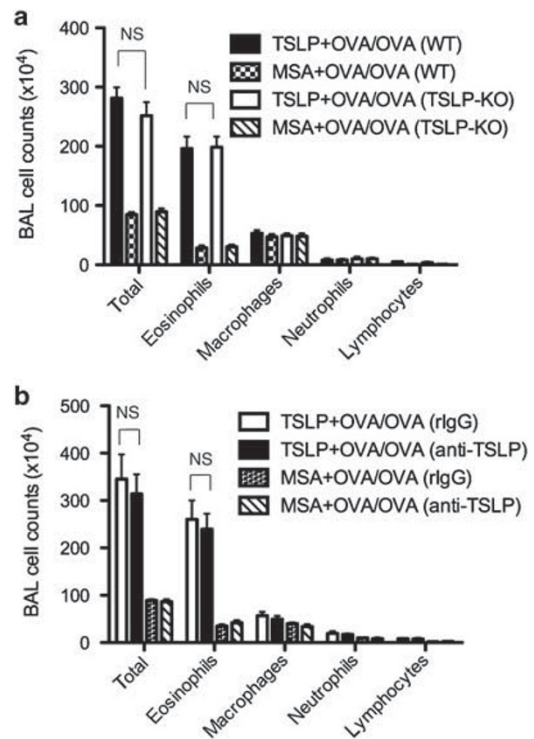 a
NS
NS
TSLP+OVA/OVA (WT)
MSA+OVA/OVA (WT)
TSLP+OVA/OVA (TSLP-KO)
MSA+OVA/OVA (TSLP-KO)
BAL cell counts (x10⁴)
400
300
200
100
0
Total
Eosinophils
Macrophages
Neutrophils
Lymphocytes
b
NS
NS
TSLP+OVA/OVA (rIgG)
TSLP+OVA/OVA (anti-TSLP)
MSA+OVA/OVA (rIgG)
MSA+OVA/OVA (anti-TSLP)
BAL cell counts (x10⁴)
500
400
300
200
100
0
Total
Eosinophils
Macrophages
Neutrophils
Lymphocytes